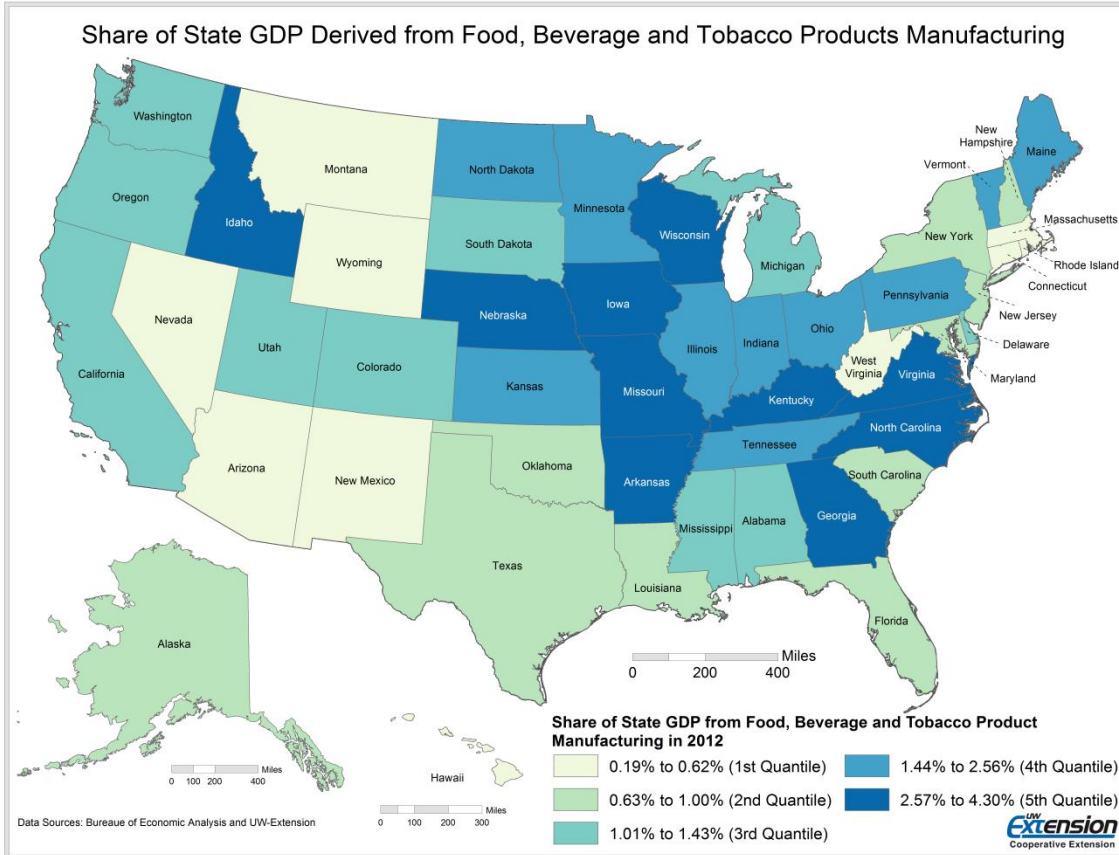 Share of State GDP Derived from Food, Beverage and Tobacco Products Manufacturing
Washington
Oregon
California
Idaho
Nevada
Montana
Wyoming
Utah
Colorado
Arizona
New Mexico
North Dakota
South Dakota
Nebraska
Kansas
Oklahoma
Texas
Minnesota
Iowa
Missouri
Arkansas
Louisiana
Wisconsin
Michigan
Illinois
Indiana
Ohio
Kentucky
Tennessee
Mississippi
Alabama
Georgia
Florida
South Carolina
North Carolina
Virginia
West
Virginia
Pennsylvania
New York
Vermont
New
Hampshire
Maine
Massachusetts
Rhode Island
Connecticut
New Jersey
Delaware
Maryland
Alaska
Hawaii
Miles
0 200 400
Miles
0 100 200 400
Miles
0 100 200 300
Share of State GDP from Food, Beverage and Tobacco Product
Manufacturing in 2012
0.19% to 0.62% (1st Quantile)
0.63% to 1.00% (2nd Quantile)
1.01% to 1.43% (3rd Quantile)
1.44% to 2.56% (4th Quantile)
2.57% to 4.30% (5th Quantile)
Data Sources: Bureaue of Economic Analysis and UW-Extension
UW
Extension
Cooperative Extension